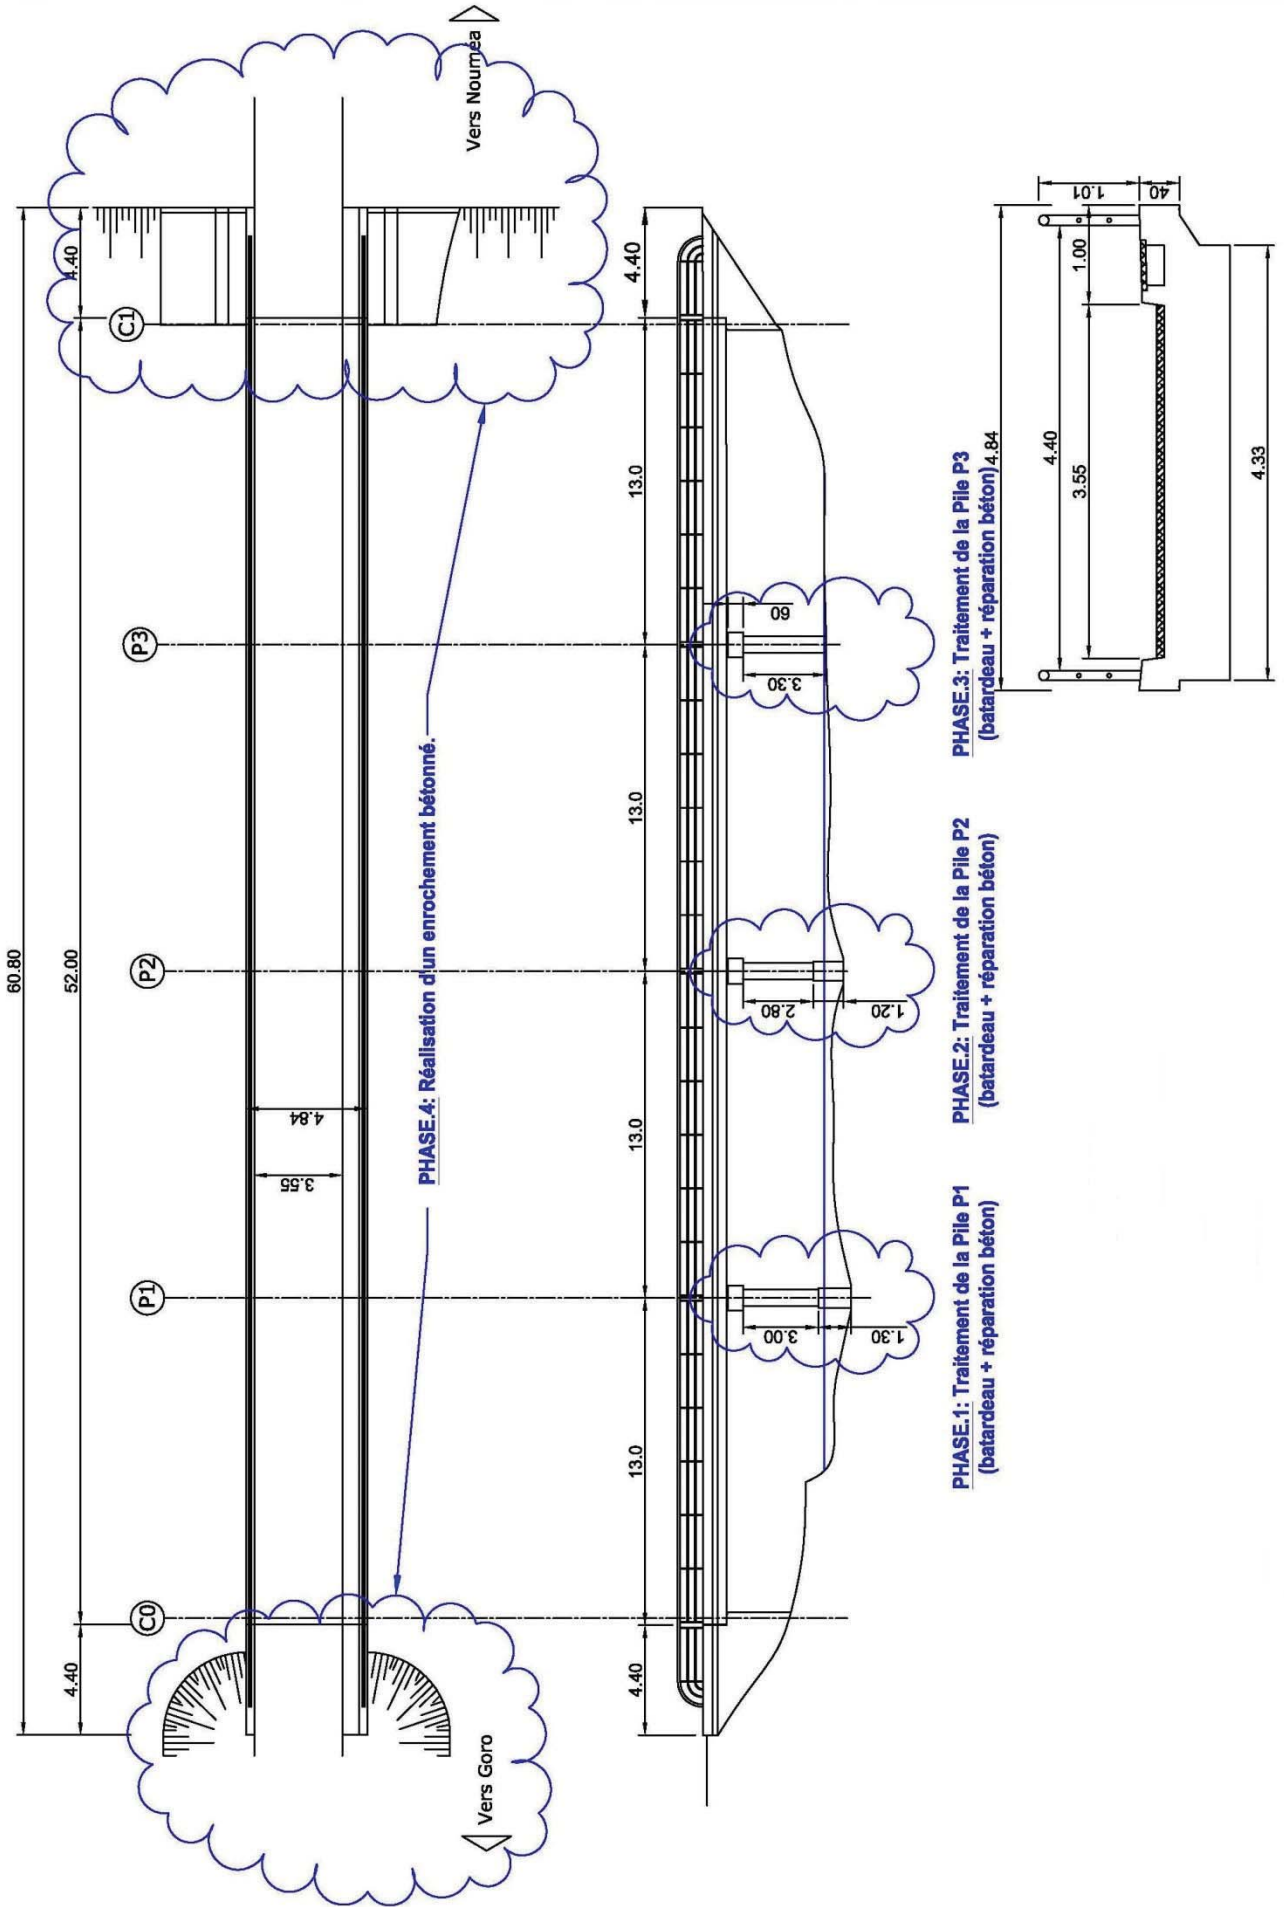 60.80
4.40
52.00
4.40
C0
P1
P2
P3
C1
3.55
4.84
Vers Goro
Vers Nouméa
PHASE.4: Réalisation d'un enrochement bétonné.
4.40
13.0
13.0
13.0
13.0
4.40
3.00
1.30
2.80
1.20
3.30
60
PHASE.1: Traitement de la Pile P1
(batardeau + réparation béton)
PHASE.2: Traitement de la Pile P2
(batardeau + réparation béton)
PHASE.3: Traitement de la Pile P3
(batardeau + réparation béton)
4.84
4.40
3.55
1.00
1.01
40
4.33